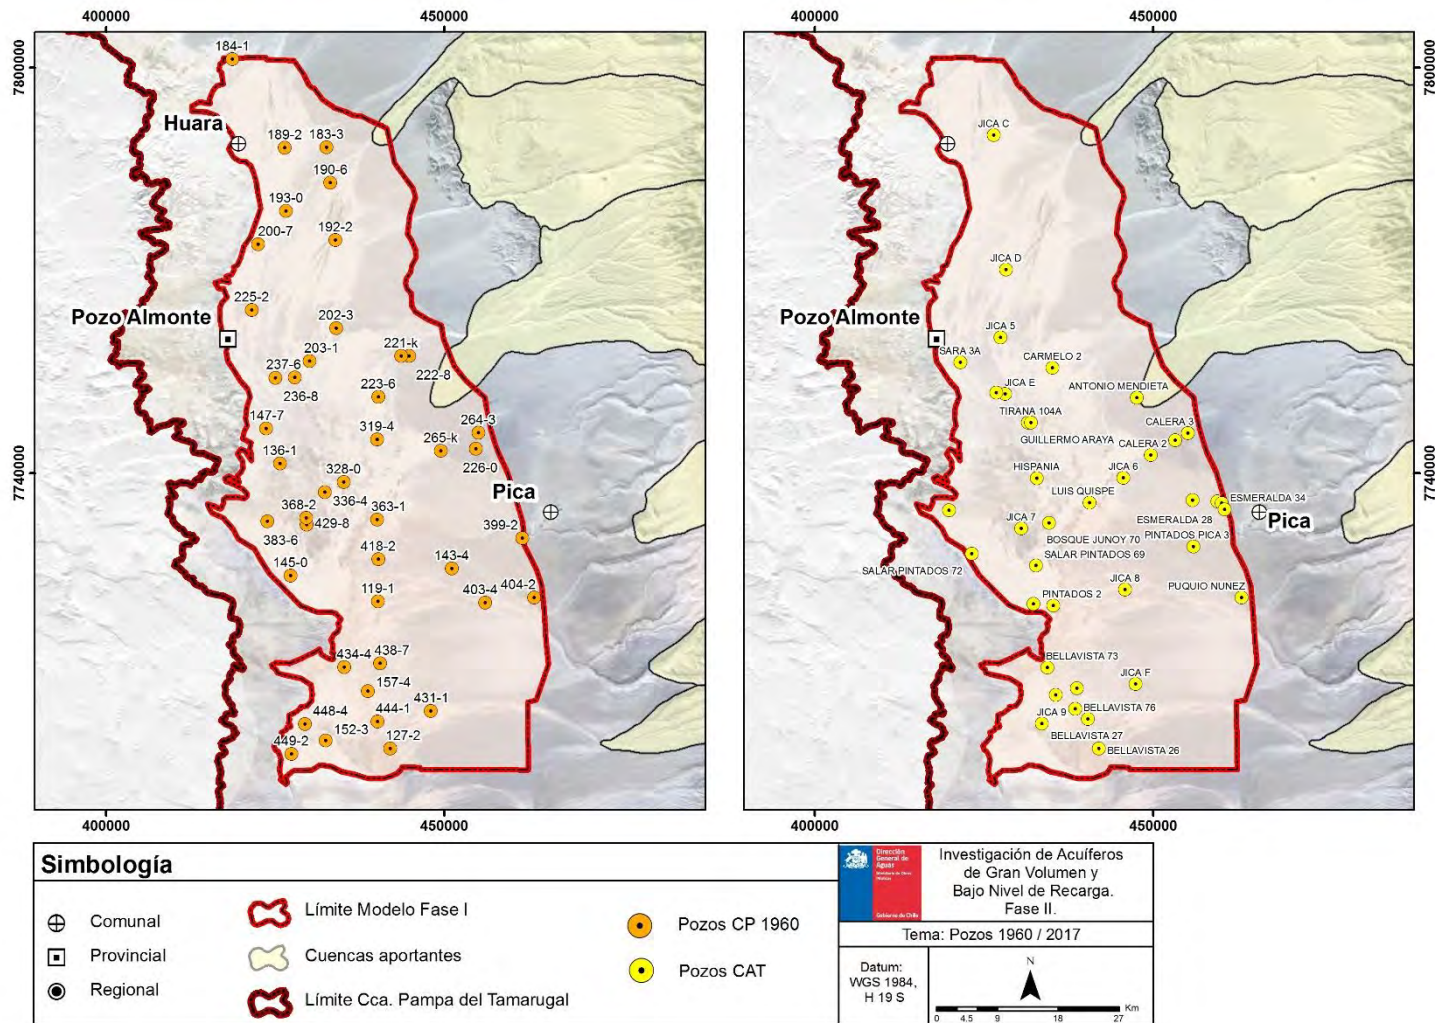 400000
450000
400000
450000
7800000
7740000
7800000
7740000
184-1
Huara
189-2
183-3
190-6
193-0
192-2
200-7
225-2
Pozo Almonte
202-3
203-1
221-k
237-6
222-8
236-8
223-6
147-7
319-4
264-3
265-k
136-1
226-0
328-0
336-4
Pica
368-2
363-1
429-8
399-2
383-6
418-2
145-0
143-4
119-1
403-4
404-2
434-4
438-7
157-4
431-1
448-4
444-1
152-3
449-2
127-2
JICA C
JICA D
Pozo Almonte
JICA 5
SARA 3A
CARMELO 2
JICA E
ANTONIO MENDIETA
TIRANA 104A
CALERA 3
GUILLERMO ARAYA
CALERA 2
HISPANIA
JICA 6
LUIS QUISPE
ESMERALDA 34
JICA 7
ESMERALDA 28
Pica
BOSQUE JUNOY 70
PINTADOS PICA 3
SALAR PINTADOS 69
SALAR PINTADOS 72
JICA 8
PUQUIO NUNEZ
PINTADOS 2
BELLAVISTA 73
JICA F
JICA 9
BELLAVISTA 76
BELLAVISTA 27
BELLAVISTA 26
400000
450000
400000
450000
Simbología
Comunal
Provincial
Regional
Límite Modelo Fase I
Cuencas aportantes
Límite Cca. Pampa del Tamarugal
Pozos CP 1960
Pozos CAT
Dirección
General de
Aguas
Gobierno de Chile
Investigación de Acuíferos
de Gran Volumen y
Bajo Nivel de Recarga.
Fase II.
Tema: Pozos 1960 / 2017
Datum:
WGS 1984,
H 19 S
N
Km
0 4.5 9 18 27